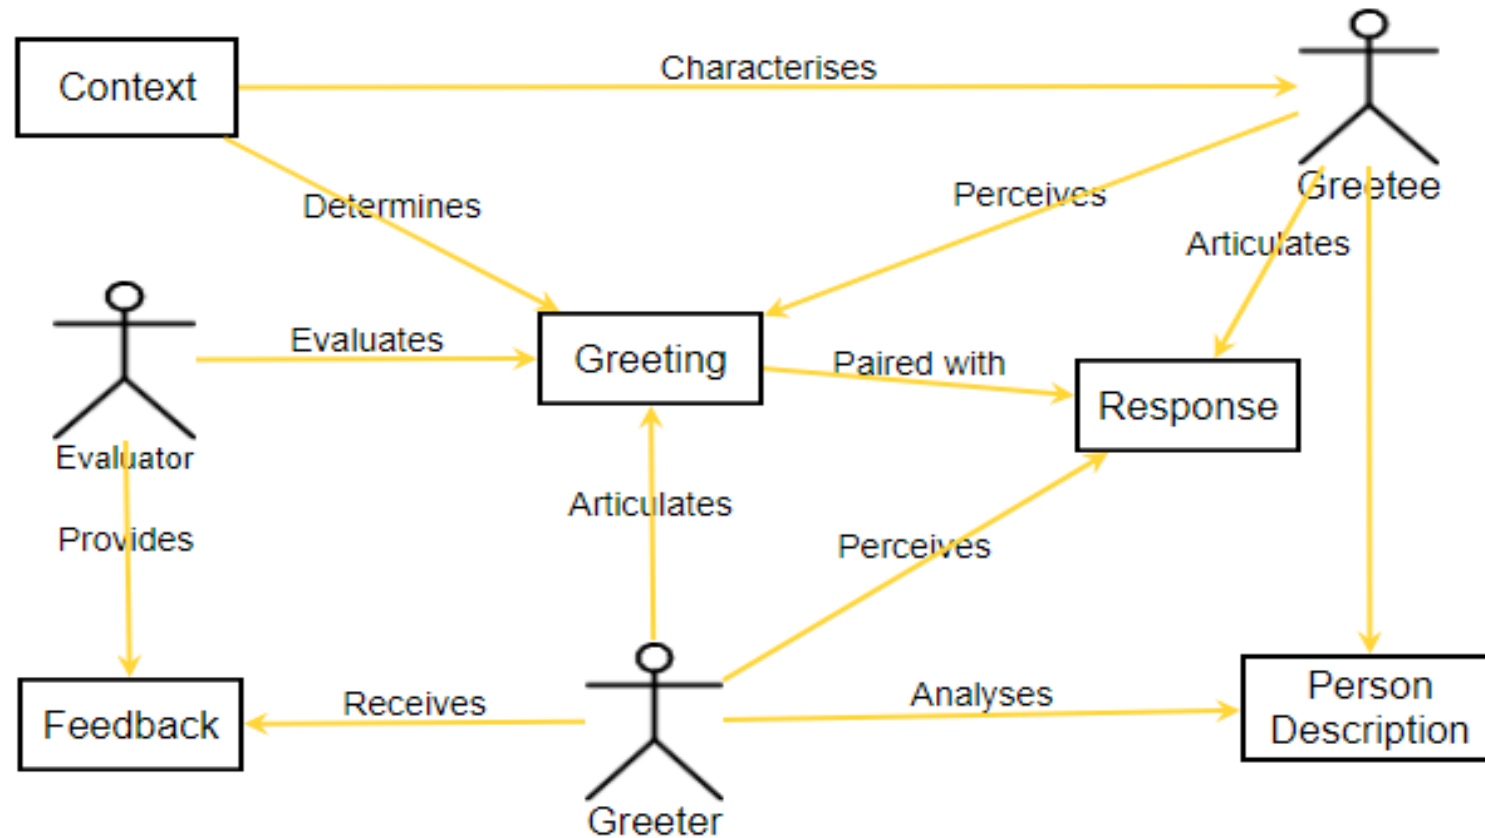 Context
Characterises
Greetee
Determines
Perceives
Articulates
Evaluates
Greeting
Paired with
Response
Evaluator
Articulates
Provides
Perceives
Feedback
Receives
Analyses
Person
Description
Greeter